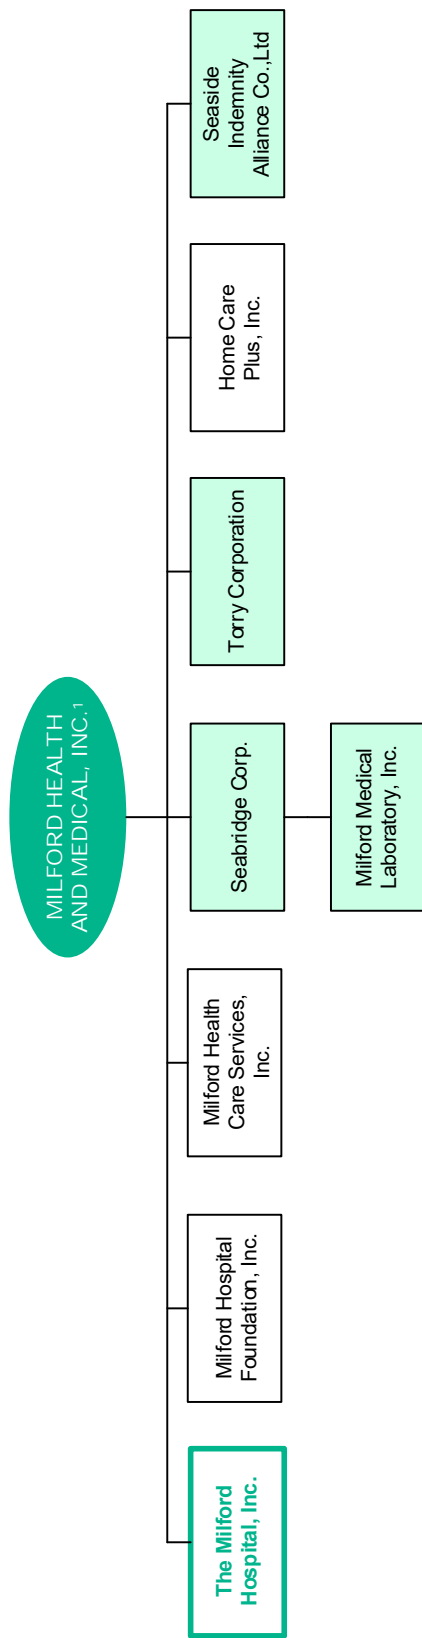 MILFORD HEALTH
AND MEDICAL, INC.¹
The Milford
Hospital, Inc.
Milford Hospital
Foundation, Inc.
Milford Health
Care Services,
Inc.
Seabridge Corp.
Torry Corporation
Home Care
Plus, Inc.
Seaside
Indemnity
Alliance Co.,Ltd
Milford Medical
Laboratory, Inc.